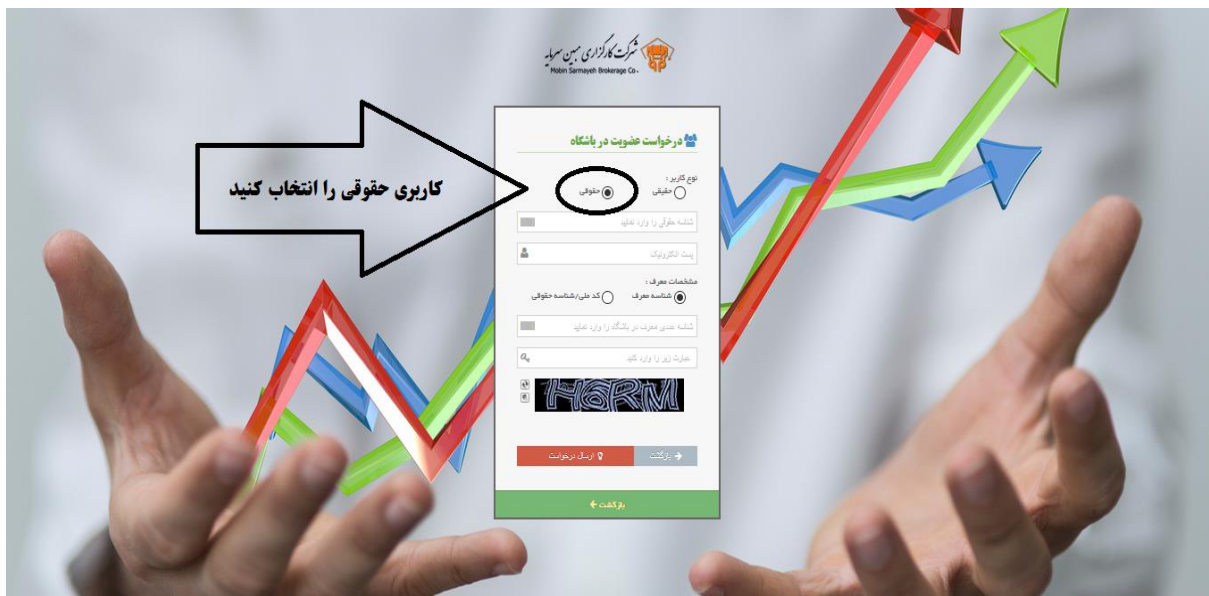 شرکت کارگزاری مبین سرمایه
Mobin Sarmayeh Brokerage Co.
درخواست عضویت در باشگاه
نوع کاربر :
حقیقی حقوقی
کاربری حقوقی را انتخاب کنید
شناسه حقوقی را وارد نمایید
پست الکترونیک
مشخصات معرف :
شناسه معرف کد ملی/شناسه حقوقی
شناسه عددی معرف در باشگاه را وارد نمایید
عبارت زیر را وارد کنید
H6RM
بازگشت ارسال درخواست
بازگشت